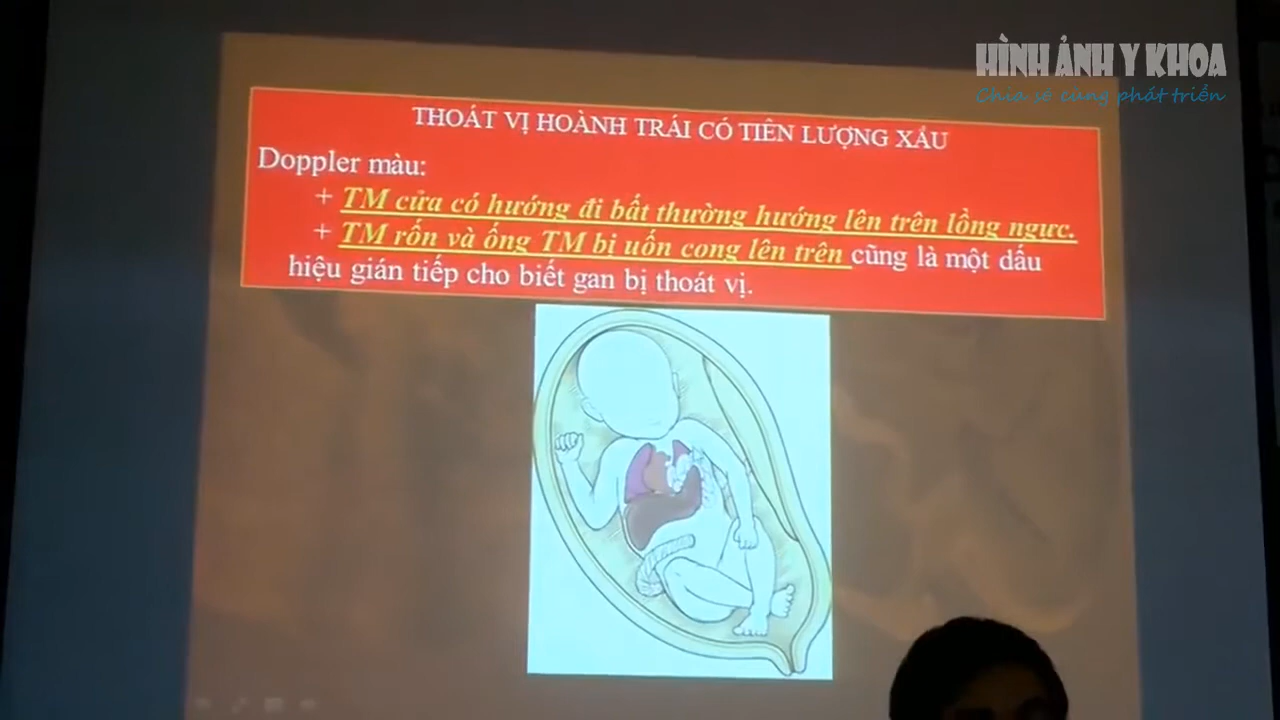 HÌNH ẢNH Y KHOA
Chia sẻ cùng phát triển
THOÁT VỊ HOÀNH TRÁI CÓ TIÊN LƯỢNG XẤU
Doppler màu:
+ TM cửa có hướng đi bất thường hướng lên trên lồng ngực.
+ TM rốn và ống TM bị uốn cong lên trên cũng là một dấu
hiệu gián tiếp cho biết gan bị thoát vị.